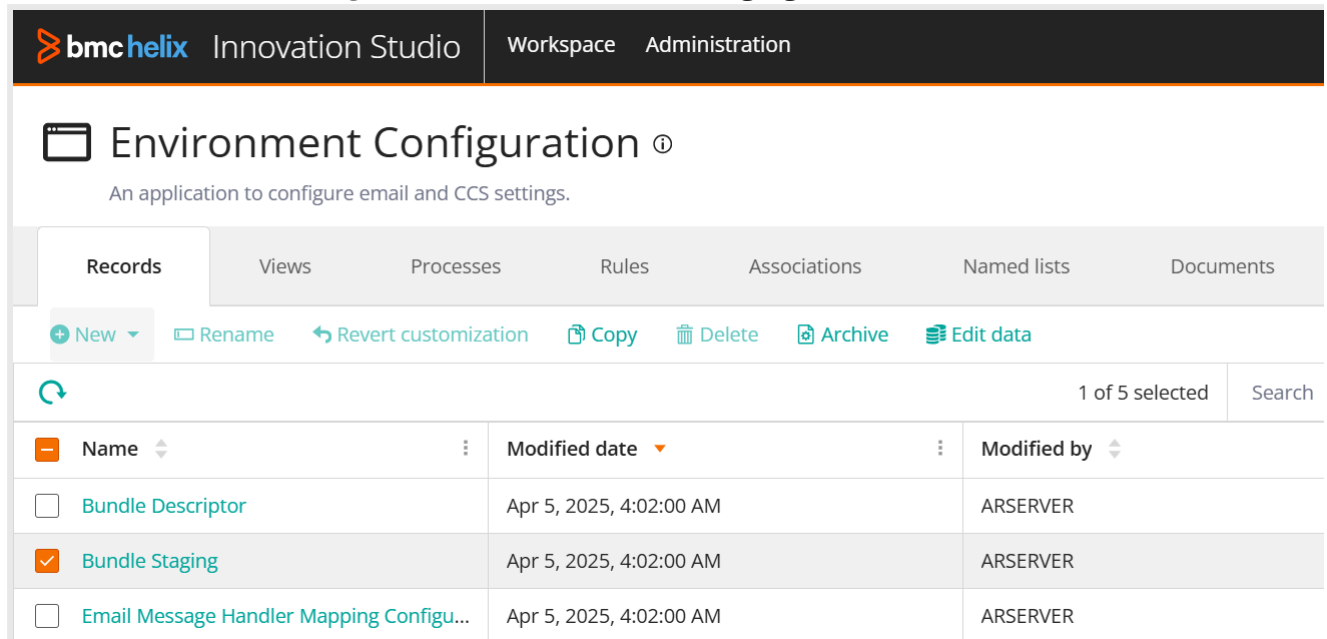 bmc helix Innovation Studio Workspace Administration
Environment Configuration
An application to configure email and CCS settings.
Records Views Processes Rules Associations Named lists Documents
New Rename Revert customization Copy Delete Archive Edit data
1 of 5 selected Search
Name Modified date Modified by
Bundle Descriptor Apr 5, 2025, 4:02:00 AM ARSERVER
Bundle Staging Apr 5, 2025, 4:02:00 AM ARSERVER
Email Message Handler Mapping Configu... Apr 5, 2025, 4:02:00 AM ARSERVER